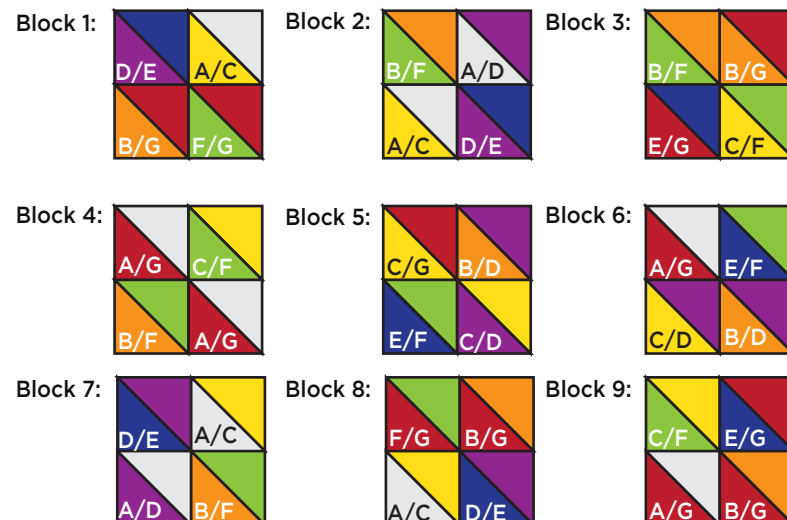 Block 1:
D/E A/C
B/G F/G
Block 2:
B/F A/D
A/C D/E
Block 3:
B/F B/G
E/G C/F
Block 4:
A/G C/F
B/F A/G
Block 5:
C/G B/D
E/F C/D
Block 6:
A/G E/F
C/D B/D
Block 7:
D/E A/C
A/D B/F
Block 8:
F/G B/G
A/C D/E
Block 9:
C/F E/G
A/G B/G